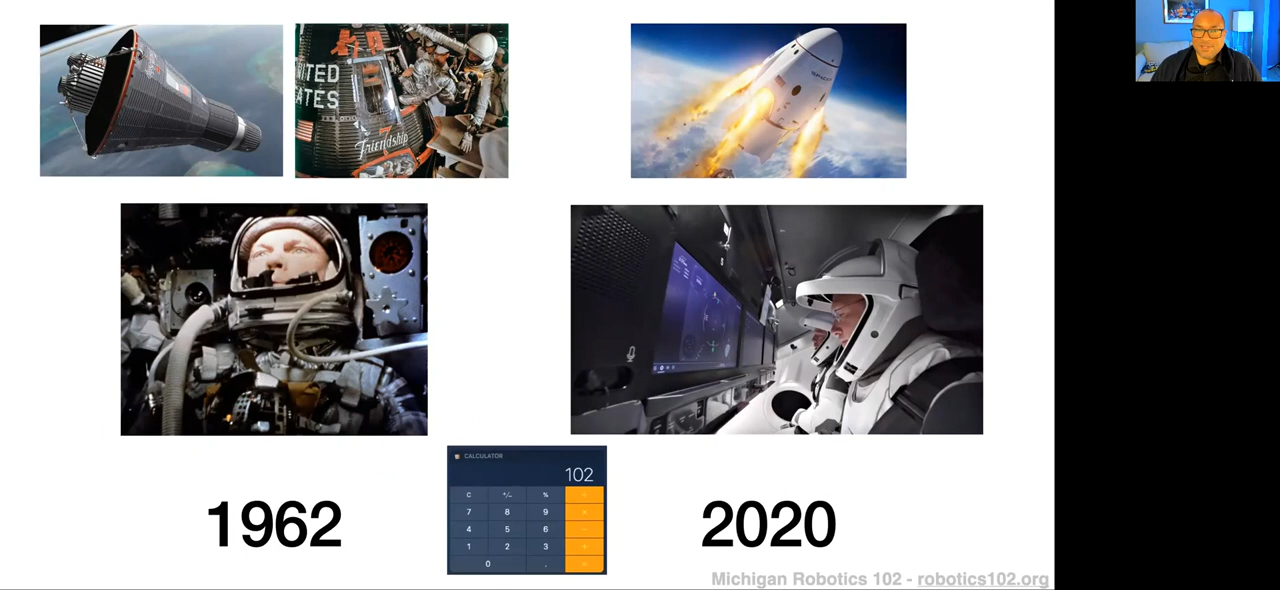 UNITED
STATES
Friendship
SPACEX
CALCULATOR
102
C +/- % ÷
7 8 9 ×
4 5 6 -
1 2 3 +
0 . =
1962
2020
Michigan Robotics 102 - robotics102.org